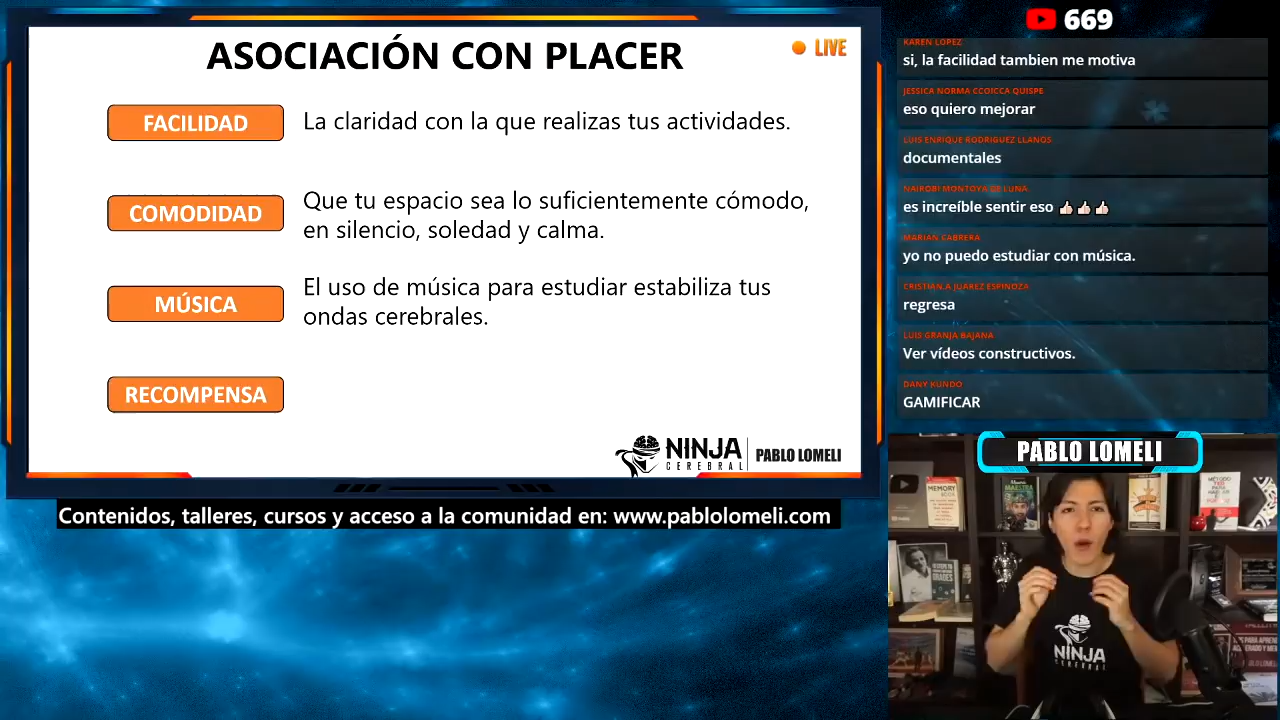 ASOCIACIÓN CON PLACER
LIVE
FACILIDAD
La claridad con la que realizas tus actividades.
COMODIDAD
Que tu espacio sea lo suficientemente cómodo,
en silencio, soledad y calma.
MÚSICA
El uso de música para estudiar estabiliza tus
ondas cerebrales.
RECOMPENSA
NINJA
CEREBRAL
PABLO LOMELI
Contenidos, talleres, cursos y acceso a la comunidad en: www.pablolomeli.com
669
KAREN LOPEZ
si, la facilidad tambien me motiva
JESSICA NORMA CCOICCA QUISPE
eso quiero mejorar
LUIS ENRIQUE RODRIGUEZ LLANOS
documentales
NAIROBI MONTOYA DE LUNA
es increíble sentir eso 👍🏻👍🏻👍🏻
MARIAN CABRERA
yo no puedo estudiar con música.
CRISTIAN.A JUAREZ ESPINOZA
regresa
LUIS GRANJA BAJANA
Ver vídeos constructivos.
DANY KUNDO
GAMIFICAR
PABLO LOMELI
MEMORY
NINJA
CEREBRAL